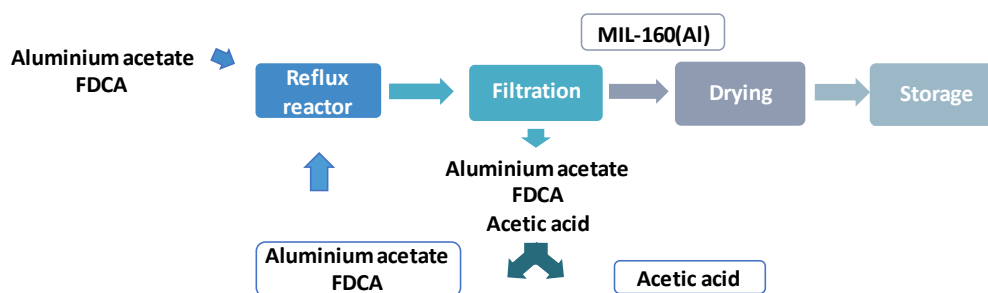 MIL-160(Al)
Aluminium acetate
FDCA
Reflux
reactor
Filtration
Drying
Storage
Aluminium acetate
FDCA
Acetic acid
Aluminium acetate
FDCA
Acetic acid